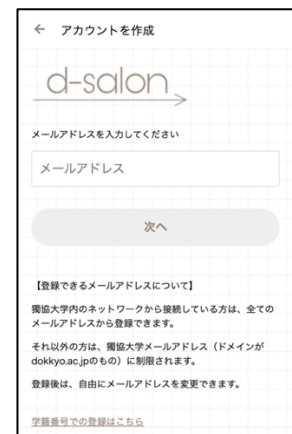 ← アカウントを作成
d-salon
メールアドレスを入力してください
メールアドレス
次へ
【登録できるメールアドレスについて】
獨協大学内のネットワークから接続している方は、全ての
メールアドレスから登録できます。
それ以外の方は、獨協大学メールアドレス（ドメインが
dokkyo.ac.jpのもの）に制限されます。
登録後は、自由にメールアドレスを変更できます。
学籍番号での登録はこちら